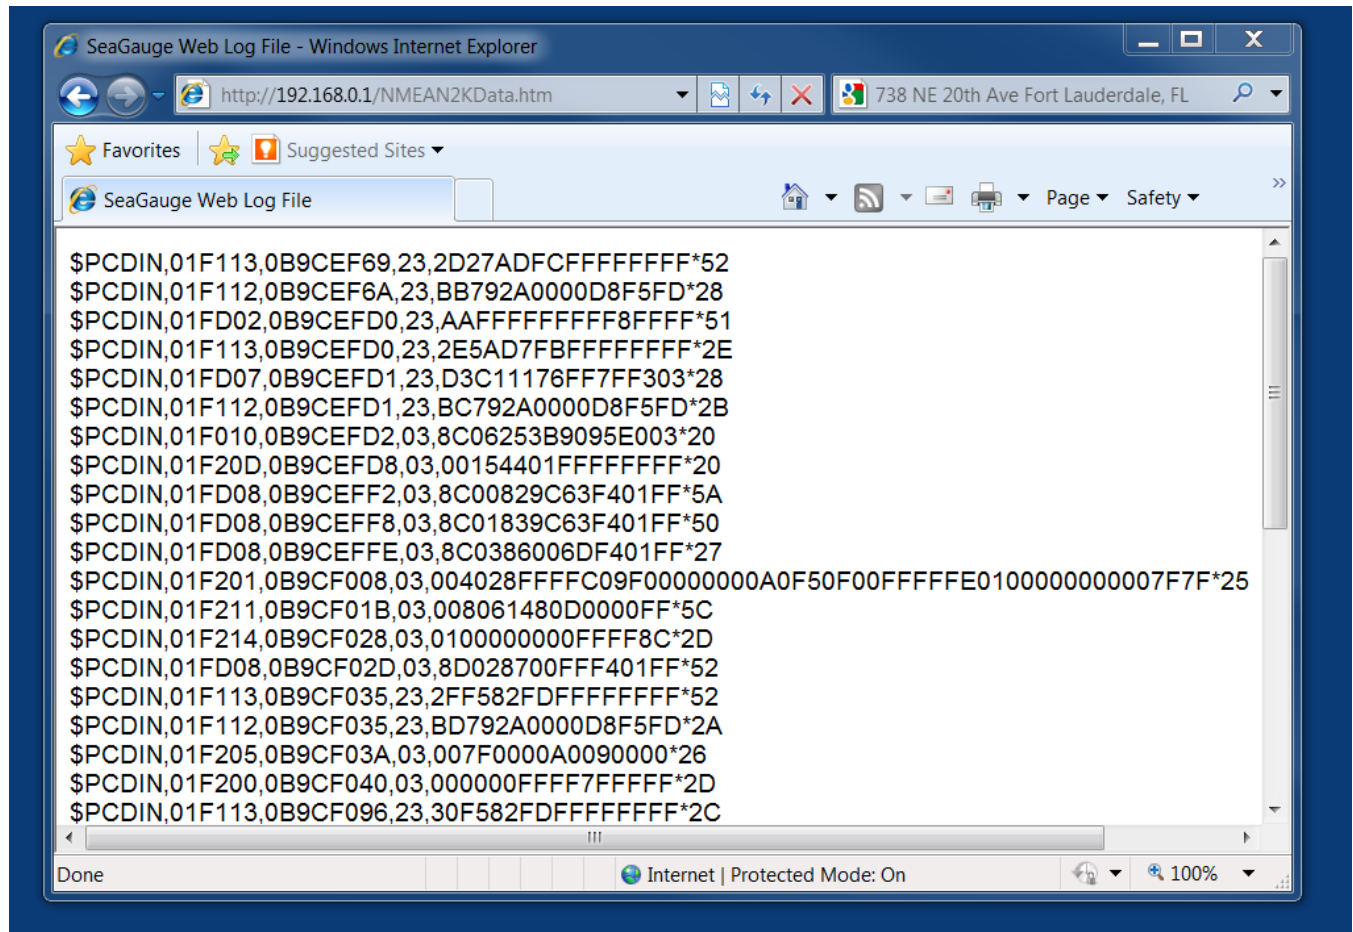 SeaGauge Web Log File - Windows Internet Explorer
http://192.168.0.1/NMEAN2KData.htm
738 NE 20th Ave Fort Lauderdale, FL
Favorites
Suggested Sites
SeaGauge Web Log File
Page
Safety
$PCDIN,01F113,0B9CEF69,23,2D27ADFCFFFFFFFF*52
$PCDIN,01F112,0B9CEF6A,23,BB792A0000D8F5FD*28
$PCDIN,01FD02,0B9CEFD0,23,AAFFFFFFFFF8FFFF*51
$PCDIN,01F113,0B9CEFD0,23,2E5AD7FBFFFFFFFF*2E
$PCDIN,01FD07,0B9CEFD1,23,D3C11176FF7FF303*28
$PCDIN,01F112,0B9CEFD1,23,BC792A0000D8F5FD*2B
$PCDIN,01F010,0B9CEFD2,03,8C06253B9095E003*20
$PCDIN,01F20D,0B9CEFD8,03,00154401FFFFFFFF*20
$PCDIN,01FD08,0B9CEFF2,03,8C00829C63F401FF*5A
$PCDIN,01FD08,0B9CEFF8,03,8C01839C63F401FF*50
$PCDIN,01FD08,0B9CEFFE,03,8C0386006DF401FF*27
$PCDIN,01F201,0B9CF008,03,004028FFFFC09F00000000A0F50F00FFFFFE0100000000007F7F*25
$PCDIN,01F211,0B9CF01B,03,008061480D0000FF*5C
$PCDIN,01F214,0B9CF028,03,0100000000FFFF8C*2D
$PCDIN,01FD08,0B9CF02D,03,8D028700FFF401FF*52
$PCDIN,01F113,0B9CF035,23,2FF582FDFFFFFFFF*52
$PCDIN,01F112,0B9CF035,23,BD792A0000D8F5FD*2A
$PCDIN,01F205,0B9CF03A,03,007F0000A0090000*26
$PCDIN,01F200,0B9CF040,03,000000FFFF7FFFFF*2D
$PCDIN,01F113,0B9CF096,23,30F582FDFFFFFFFF*2C
Done
Internet | Protected Mode: On
100%